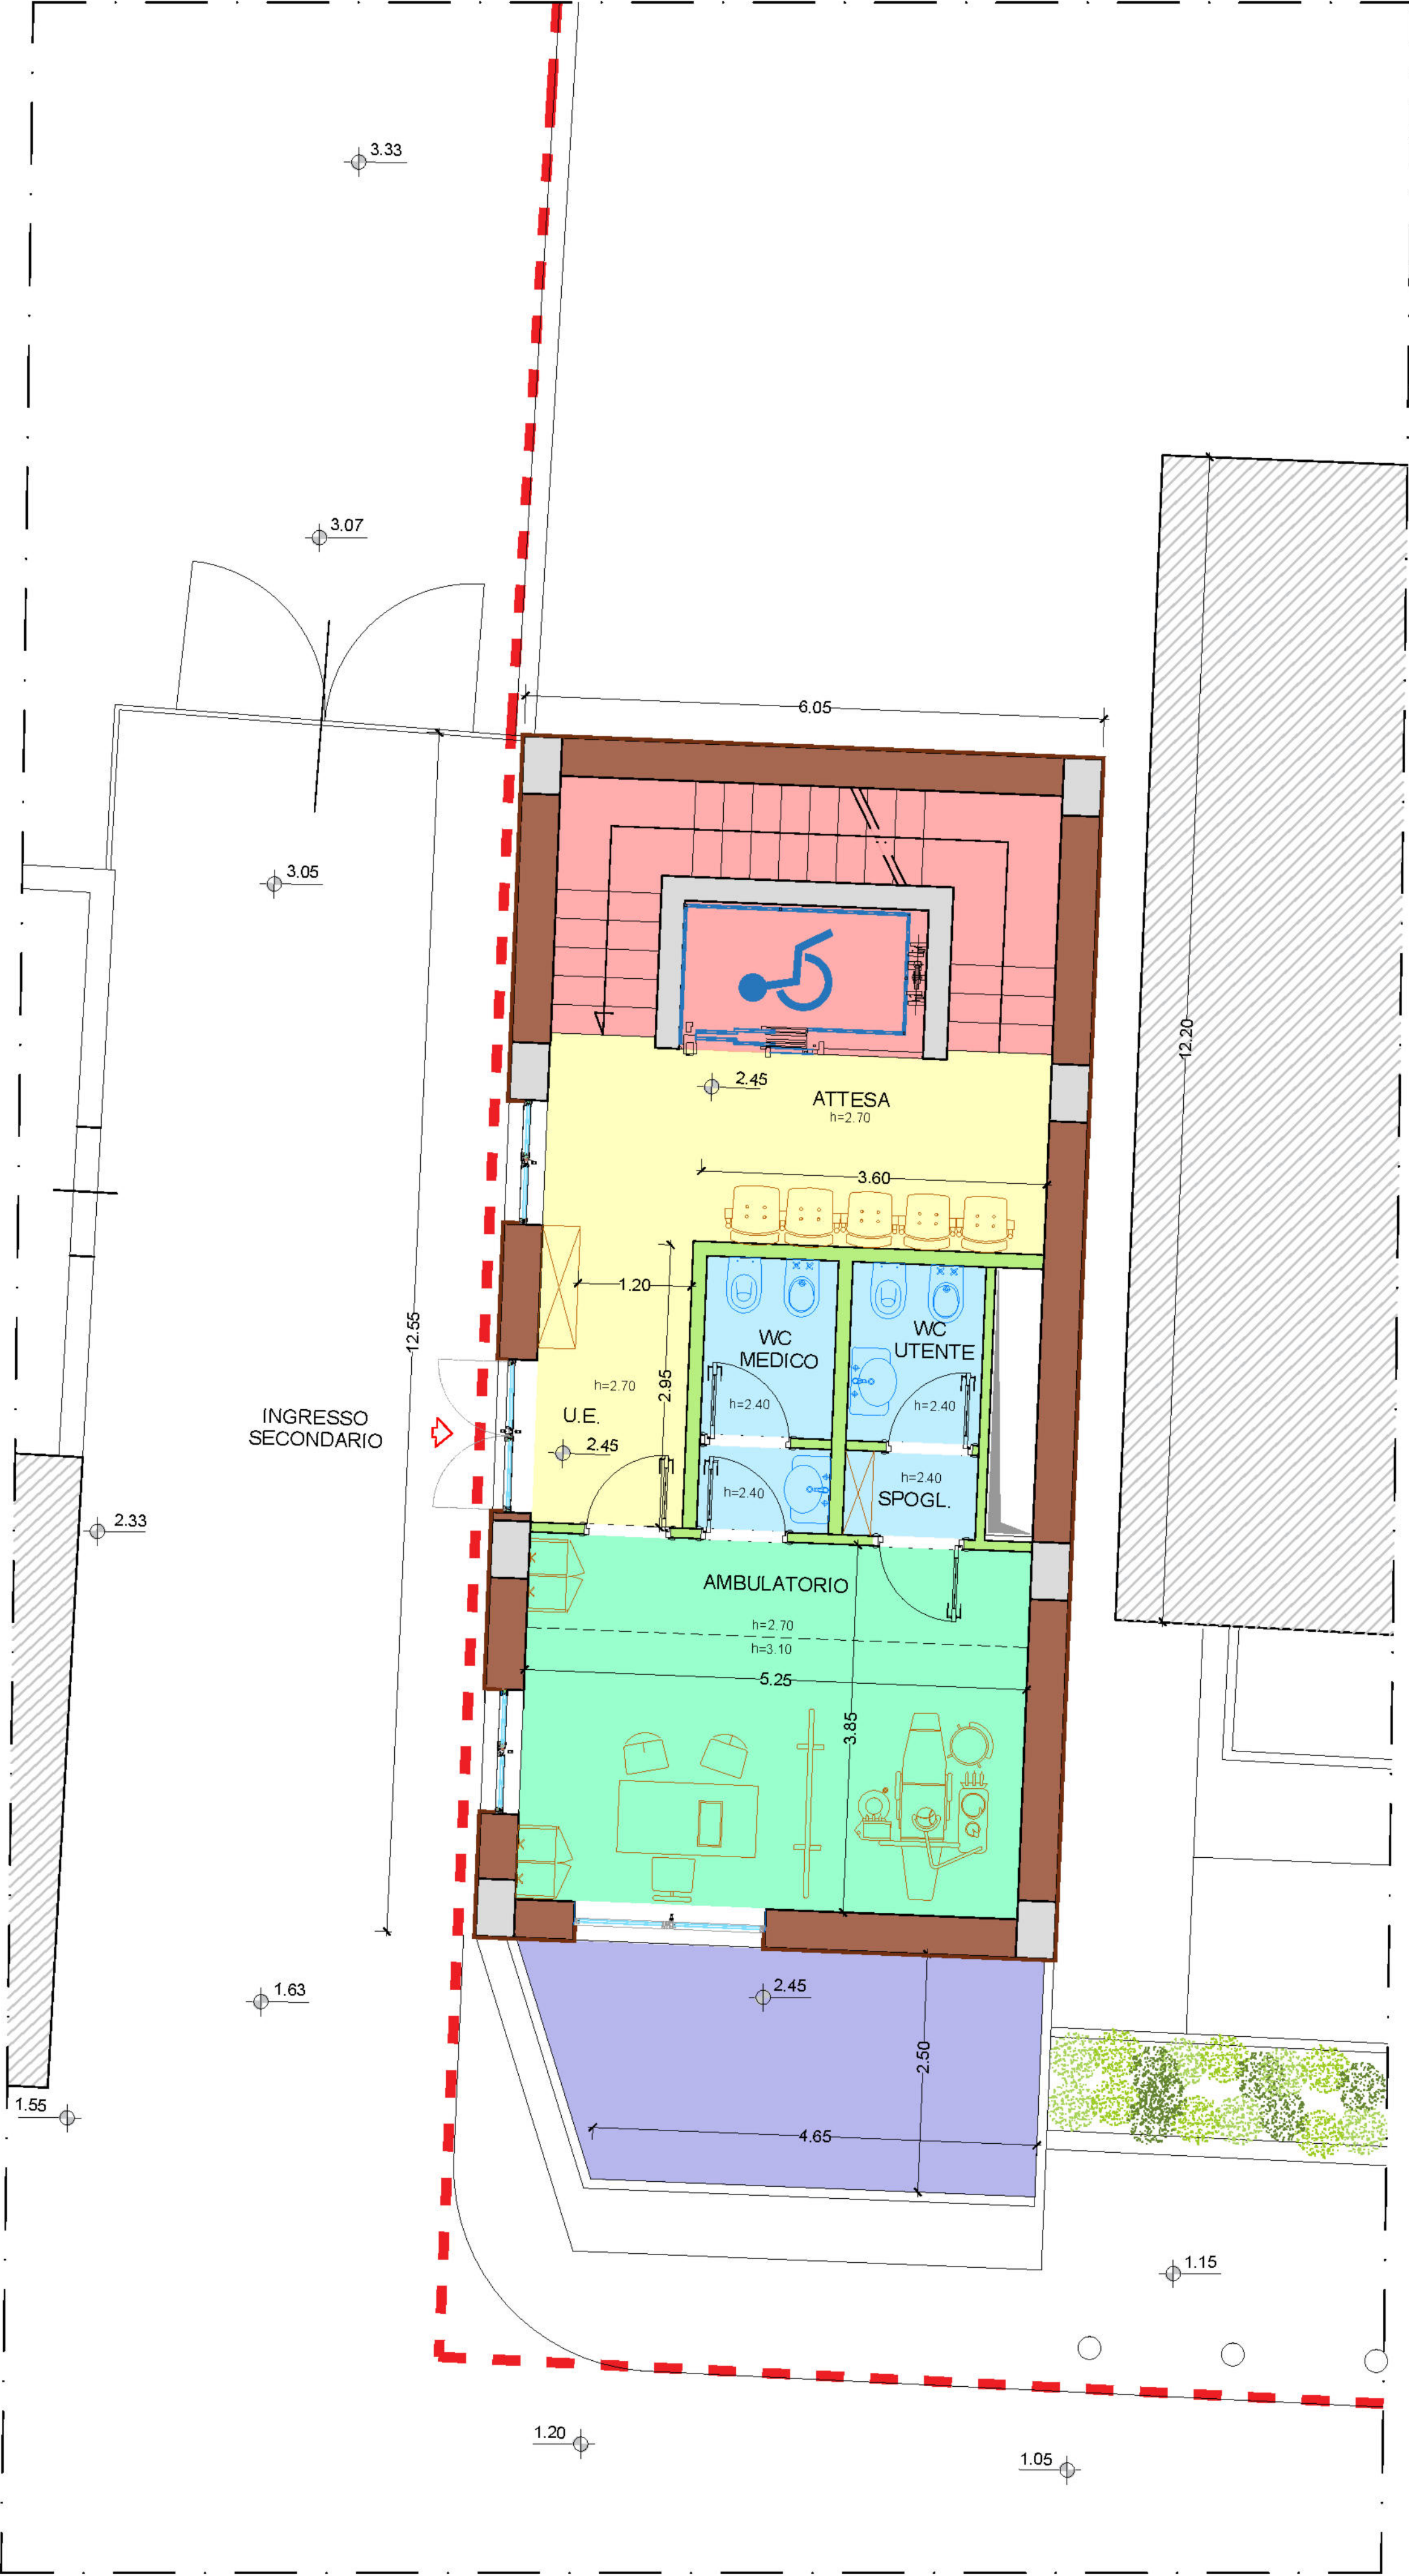 3.33
3.07
6.05
3.05
12.20
2.45
ATTESA
h=2.70
3.60
1.20
12.55
WC
MEDICO
WC
UTENTE
h=2.70
2.95
h=2.40
h=2.40
INGRESSO
SECONDARIO
U.E.
2.45
h=2.40
h=2.40
SPOGL.
2.33
AMBULATORIO
h=2.70
h=3.10
5.25
3.85
1.63
2.45
2.50
1.55
4.65
1.15
1.20
1.05